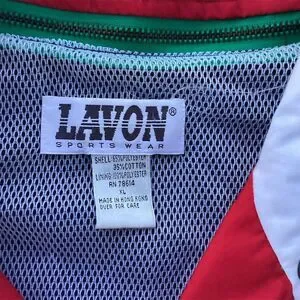 LAVON®
SPORTS WEAR
SHELL: 65%POLYESTER
35%COTTON
LINING:100%POLYESTER
RN 78614
XL
MADE IN HONG KONG
OVER FOR CARE